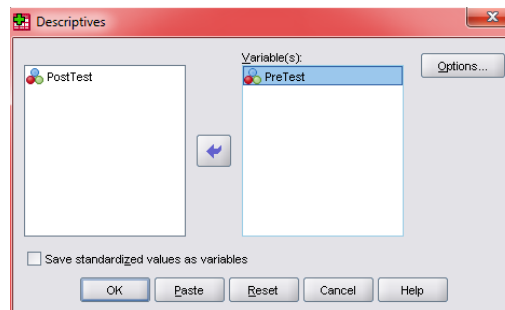 Descriptives
Variable(s):
PostTest
PreTest
Options...
Save standardized values as variables
OK Paste Reset Cancel Help